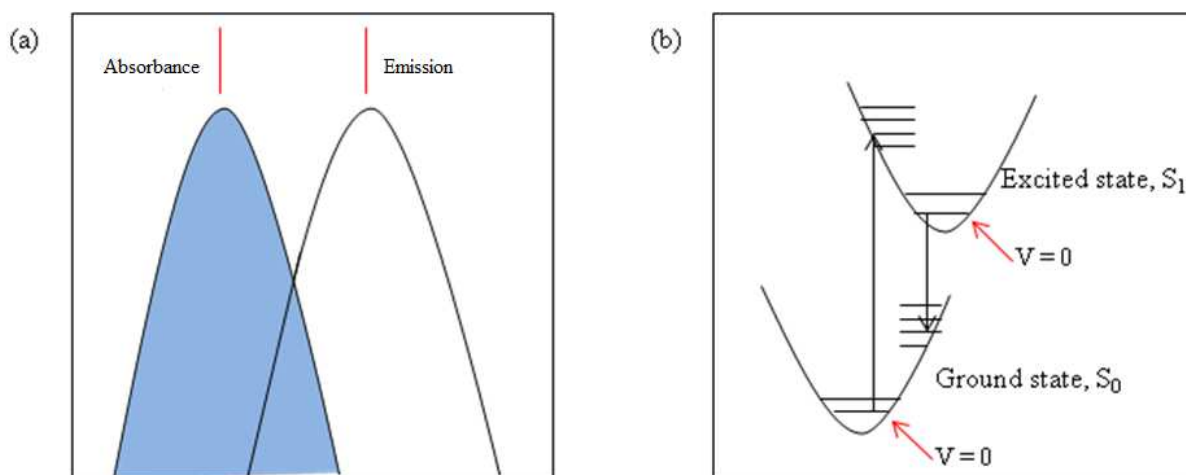 (a)
Absorbance
Emission
(b)
Excited state, S₁
V = 0
Ground state, S₀
V = 0